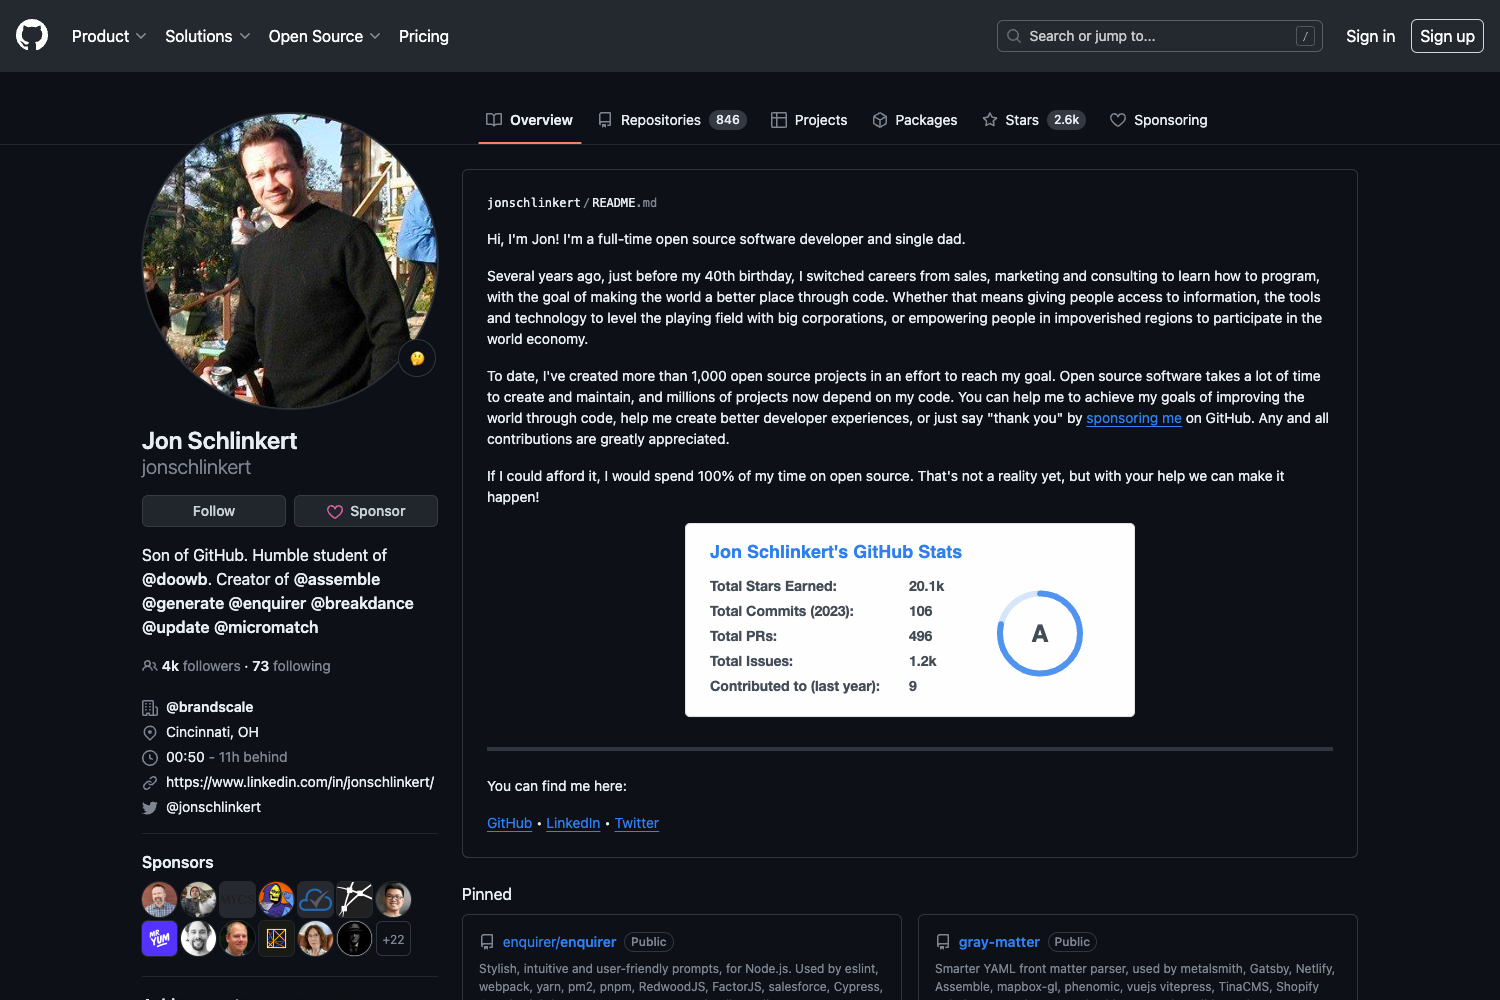 Product Solutions Open Source Pricing Search or jump to... / Sign in Sign up
Overview Repositories 846 Projects Packages Stars 2.6k Sponsoring
Jon Schlinkert
jonschlinkert
Follow Sponsor
Son of GitHub. Humble student of
@doowb. Creator of @assemble
@generate @enquirer @breakdance
@update @micromatch
4k followers · 73 following
@brandscale
Cincinnati, OH
00:50 - 11h behind
https://www.linkedin.com/in/jonschlinkert/
@jonschlinkert
Sponsors
MYCS
MR YUM
+22
jonschlinkert/README.md
Hi, I'm Jon! I'm a full-time open source software developer and single dad.
Several years ago, just before my 40th birthday, I switched careers from sales, marketing and consulting to learn how to program,
with the goal of making the world a better place through code. Whether that means giving people access to information, the tools
and technology to level the playing field with big corporations, or empowering people in impoverished regions to participate in the
world economy.
To date, I've created more than 1,000 open source projects in an effort to reach my goal. Open source software takes a lot of time
to create and maintain, and millions of projects now depend on my code. You can help me to achieve my goals of improving the
world through code, help me create better developer experiences, or just say "thank you" by sponsoring me on GitHub. Any and all
contributions are greatly appreciated.
If I could afford it, I would spend 100% of my time on open source. That's not a reality yet, but with your help we can make it
happen!
Jon Schlinkert's GitHub Stats
Total Stars Earned: 20.1k
Total Commits (2023): 106
Total PRs: 496
Total Issues: 1.2k
Contributed to (last year): 9
A
You can find me here:
GitHub • LinkedIn • Twitter
Pinned
enquirer/enquirer Public
Stylish, intuitive and user-friendly prompts, for Node.js. Used by eslint,
webpack, yarn, pm2, pnpm, RedwoodJS, FactorJS, salesforce, Cypress,
gray-matter Public
Smarter YAML front matter parser, used by metalsmith, Gatsby, Netlify,
Assemble, mapbox-gl, phenomic, vuejs vitepress, TinaCMS, Shopify